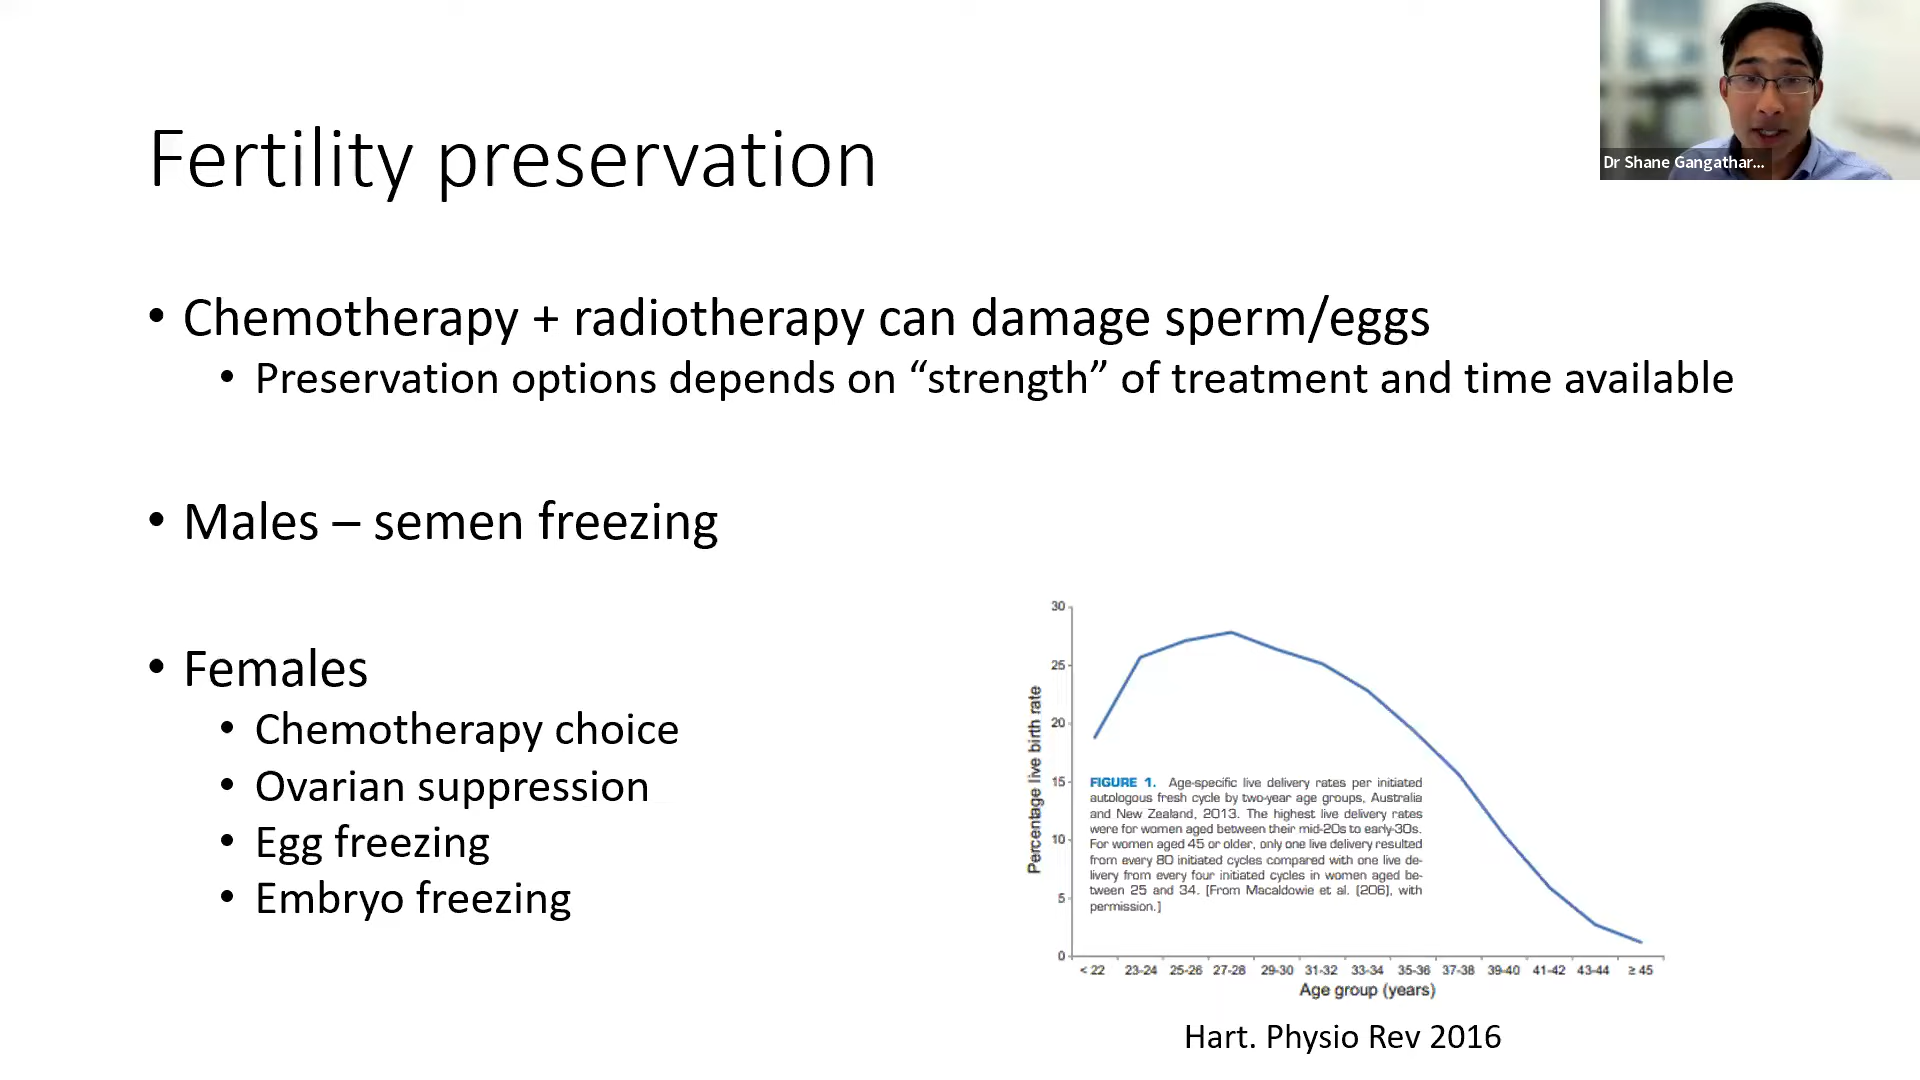 Fertility preservation
Dr Shane Gangathar...
• Chemotherapy + radiotherapy can damage sperm/eggs
• Preservation options depends on “strength” of treatment and time available
• Males – semen freezing
• Females
• Chemotherapy choice
• Ovarian suppression
• Egg freezing
• Embryo freezing
Percentage live birth rate
30
25
20
15
10
5
0
FIGURE 1. Age-specific live delivery rates per initiated
autologous fresh cycle by two-year age groups, Australia
and New Zealand, 2013. The highest live delivery rates
were for women aged between their mid-20s to early-30s.
For women aged 45 or older, only one live delivery resulted
from every 80 initiated cycles compared with one live de-
livery from every four initiated cycles in women aged be-
tween 25 and 34. [From Macaldowie et al. (206), with
permission.]
< 22 23-24 25-26 27-28 29-30 31-32 33-34 35-36 37-38 39-40 41-42 43-44 ≥ 45
Age group (years)
Hart. Physio Rev 2016